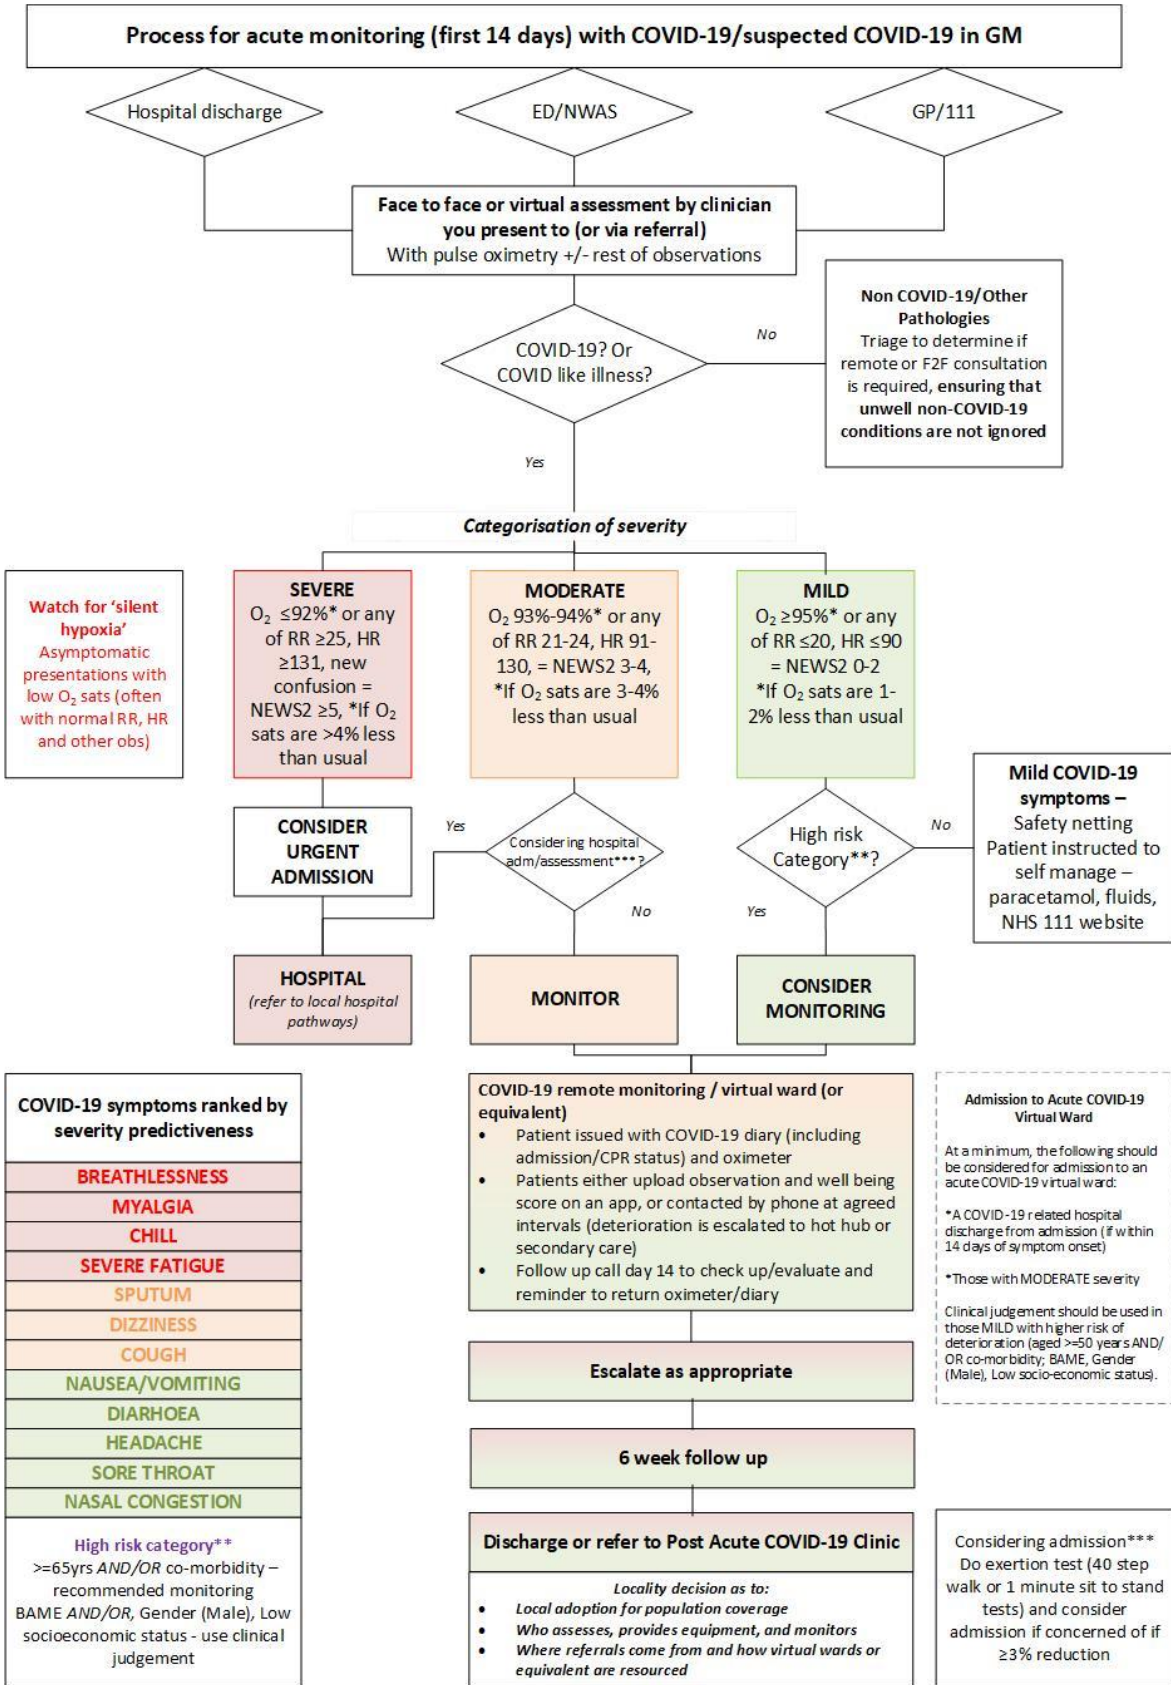 Process for acute monitoring (first 14 days) with COVID-19/suspected COVID-19 in GM
Hospital discharge
ED/NWAS
GP/111
Face to face or virtual assessment by clinician
you present to (or via referral)
With pulse oximetry +/- rest of observations
COVID-19? Or
COVID like illness?
No
Non COVID-19/Other
Pathologies
Triage to determine if
remote or F2F consultation
is required, ensuring that
unwell non-COVID-19
conditions are not ignored
Yes
Categorisation of severity
Watch for ‘silent
hypoxia’
Asymptomatic
presentations with
low O₂ sats (often
with normal RR, HR
and other obs)
SEVERE
O₂ ≤92%* or any
of RR ≥25, HR
≥131, new
confusion =
NEWS2 ≥5, *If O₂
sats are >4% less
than usual
MODERATE
O₂ 93%-94%* or any
of RR 21-24, HR 91-
130, = NEWS2 3-4,
*If O₂ sats are 3-4%
less than usual
MILD
O₂ ≥95%* or any
of RR ≤20, HR ≤90
= NEWS2 0-2
*If O₂ sats are 1-
2% less than usual
CONSIDER
URGENT
ADMISSION
Yes
Considering hospital
adm/assessment***?
No
High risk
Category**?
No
Yes
Mild COVID-19
symptoms –
Safety netting
Patient instructed to
self manage –
paracetamol, fluids,
NHS 111 website
HOSPITAL
(refer to local hospital
pathways)
MONITOR
CONSIDER
MONITORING
COVID-19 symptoms ranked by
severity predictiveness
BREATHLESSNESS
MYALGIA
CHILL
SEVERE FATIGUE
SPUTUM
DIZZINESS
COUGH
NAUSEA/VOMITING
DIARHOEA
HEADACHE
SORE THROAT
NASAL CONGESTION
High risk category**
>=65yrs AND/OR co-morbidity –
recommended monitoring
BAME AND/OR, Gender (Male), Low
socioeconomic status - use clinical
judgement
COVID-19 remote monitoring / virtual ward (or
equivalent)
• Patient issued with COVID-19 diary (including
admission/CPR status) and oximeter
• Patients either upload observation and well being
score on an app, or contacted by phone at agreed
intervals (deterioration is escalated to hot hub or
secondary care)
• Follow up call day 14 to check up/evaluate and
reminder to return oximeter/diary
Escalate as appropriate
6 week follow up
Discharge or refer to Post Acute COVID-19 Clinic
Locality decision as to:
• Local adoption for population coverage
• Who assesses, provides equipment, and monitors
• Where referrals come from and how virtual wards or
equivalent are resourced
Admission to Acute COVID-19
Virtual Ward
At a minimum, the following should
be considered for admission to an
acute COVID-19 virtual ward:
*A COVID-19 related hospital
discharge from admission (if within
14 days of symptom onset)
*Those with MODERATE severity
Clinical judgement should be used in
those MILD with higher risk of
deterioration (aged >=50 years AND/
OR co-morbidity; BAME, Gender
(Male), Low socio-economic status).
Considering admission***
Do exertion test (40 step
walk or 1 minute sit to stand
tests) and consider
admission if concerned of if
≥3% reduction